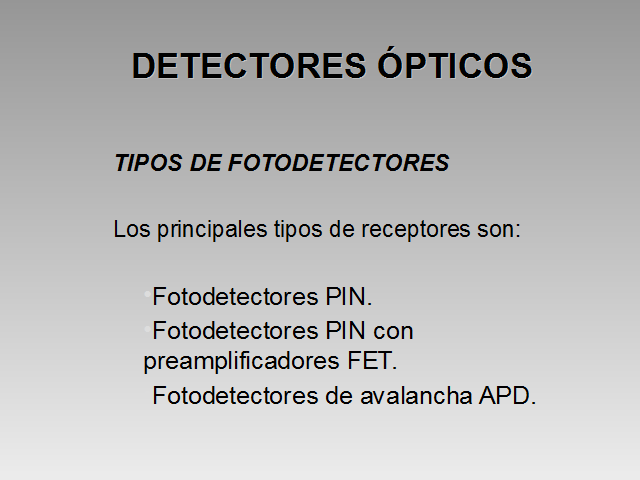 DETECTORES ÓPTICOS
TIPOS DE FOTODETECTORES
Los principales tipos de receptores son:
•Fotodetectores PIN.
•Fotodetectores PIN con
preamplificadores FET.
Fotodetectores de avalancha APD.